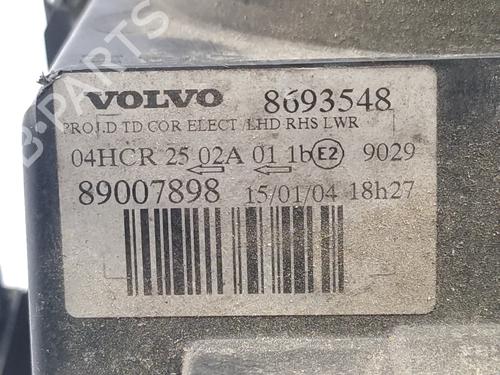 VOLVO 8693548
PROJ.D TD COR ELECT /LHD RHS LWR
04HCR 25 02A 01 1b E2 9029
89007898 15/01/04 18h27
B-PARTS